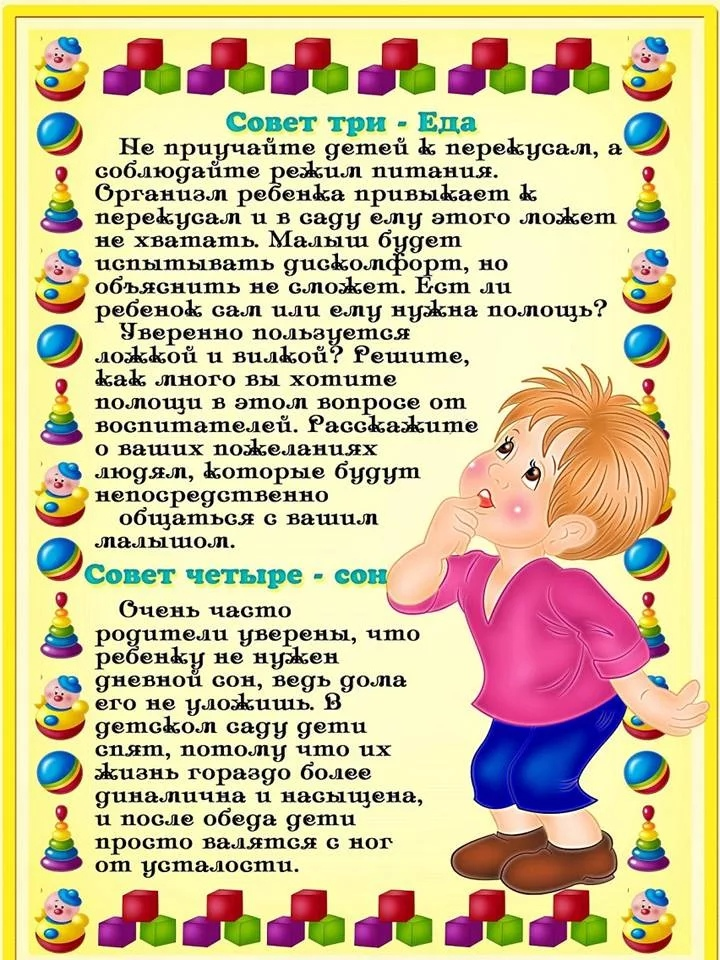 Совет три - Еда
Не приучайте детей к перекусам, а
соблюдайте режим питания.
Организм ребенка привыкает к
перекусам и в саду ему этого может
не хватать. Малыш будет
испытывать дискомфорт, но
объяснить не сможет. Ест ли
ребенок сам или ему нужна помощь?
Уверенно пользуется
ложкой и вилкой? Решите,
как много вы хотите
помощи в этом вопросе от
воспитателей. Расскажите
о ваших пожеланиях
людям, которые будут
непосредственно
общаться с вашим
малышом.
Совет четыре - сон
Очень часто
родители уверены, что
ребенку не нужен
дневной сон, ведь дома
его не уложишь. В
детском саду дети
спят, потому что их
жизнь гораздо более
динамична и насыщена,
и после обеда дети
просто валятся с ног
от усталости.